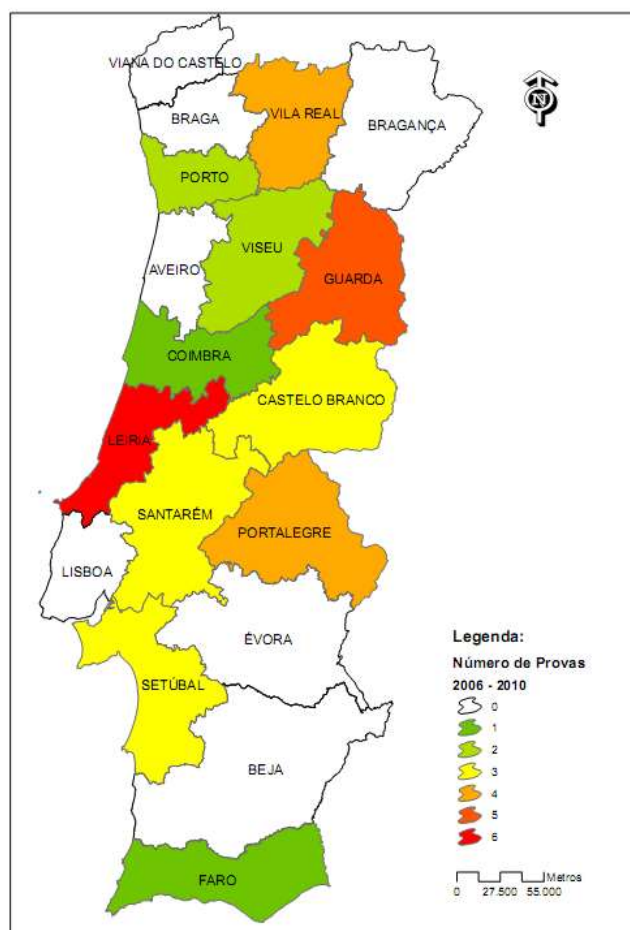 VIANA DO CASTELO
BRAGA
VILA REAL
BRAGANÇA
PORTO
AVEIRO
VISEU
GUARDA
COIMBRA
CASTELO BRANCO
LEIRIA
SANTARÉM
PORTALEGRE
LISBOA
ÉVORA
SETÚBAL
BEJA
FARO
N
Legenda:
Número de Provas
2006 - 2010
0
1
2
3
4
5
6
Metros
0 27.500 55.000